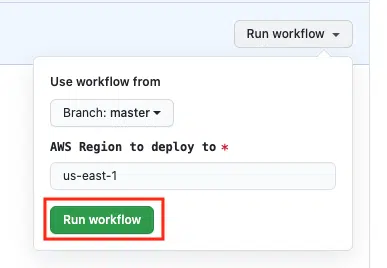 Run workflow
Use workflow from
Branch: master
AWS Region to deploy to *
us-east-1
Run workflow